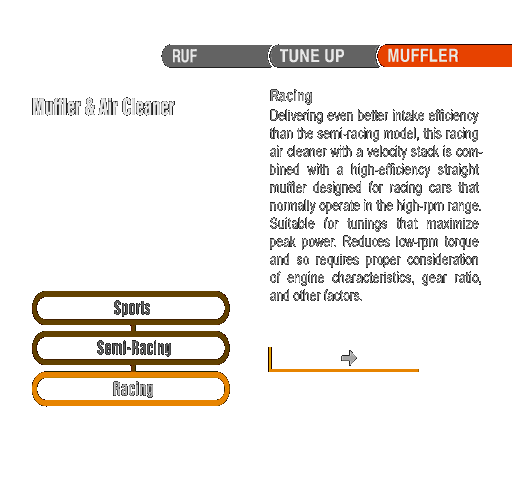 RUF TUNE UP MUFFLER
Muffler & Air Cleaner
Racing
Delivering even better intake efficiency
than the semi-racing model, this racing
air cleaner with a velocity stack is com-
bined with a high-efficiency straight
muffler designed for racing cars that
normally operate in the high-rpm range.
Suitable for tunings that maximize
peak power. Reduces low-rpm torque
and so requires proper consideration
of engine characteristics, gear ratio,
and other factors.
Sports
Semi-Racing
Racing